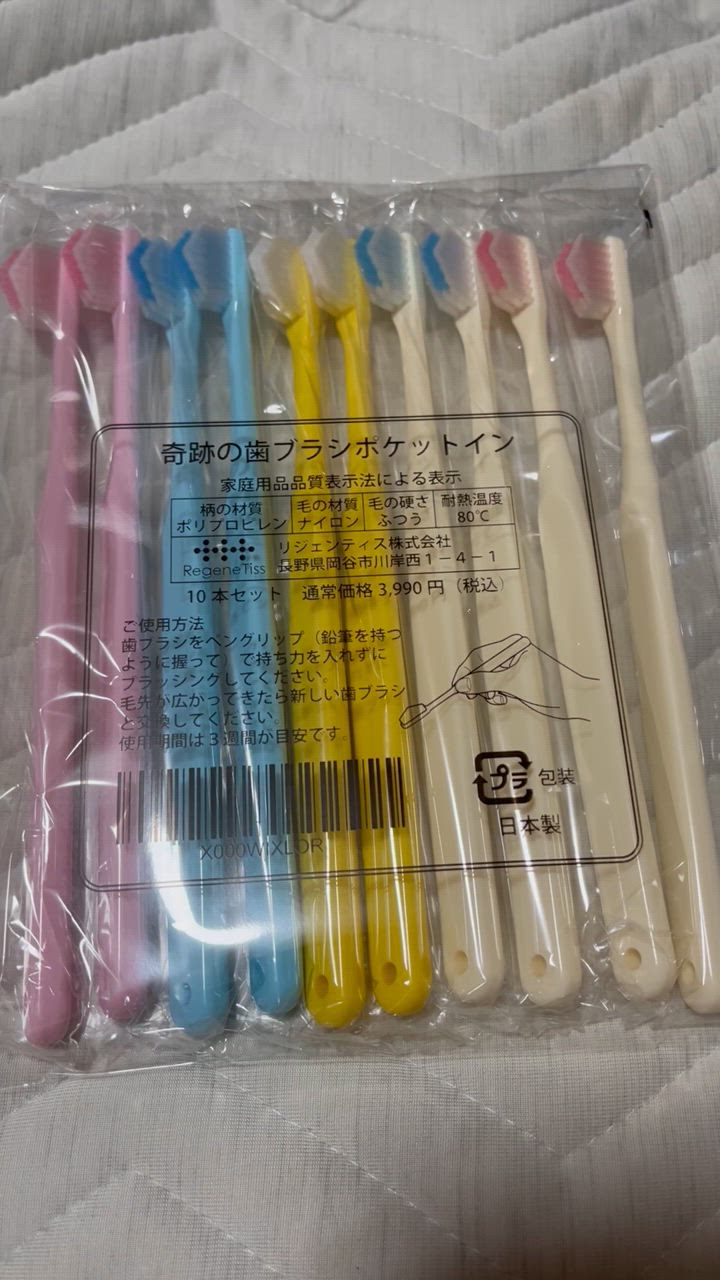 奇跡の歯ブラシポケットイン
家庭用品品質表示法による表示
柄の材質 毛の材質 毛の硬さ 耐熱温度
ポリプロピレン ナイロン ふつう 80℃
RegeneTiss
リジェンティス株式会社
長野県岡谷市川岸西1-4-1
10本セット 通常価格3,990円（税込）
ご使用方法
歯ブラシをペングリップ（鉛筆を持つ
ように握って）で持ち力を入れずに
ブラッシングしてください。
毛先が広がってきたら新しい歯ブラシ
と交換してください。
使用期間は3週間が目安です。
X000WIXLOR
プラ 包装
日本製